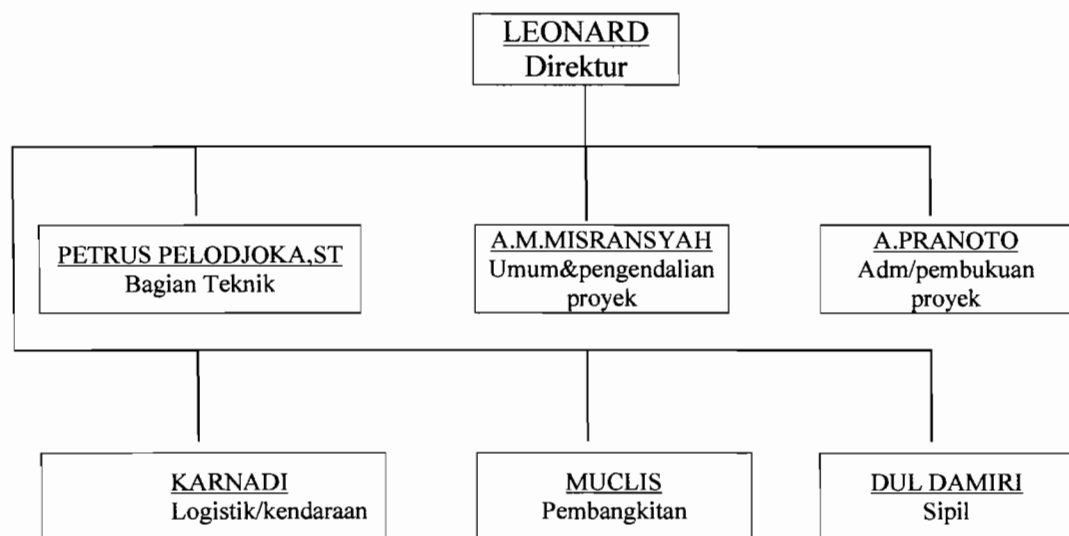 LEONARD
Direktur
PETRUS PELODJOKA,ST
Bagian Teknik
A.M.MISRANSYAH
Umum&pengendalian
proyek
A.PRANOTO
Adm/pembukuan
proyek
KARNADI
Logistik/kendaraan
MUCLIS
Pembangkitan
DUL DAMIRI
Sipil